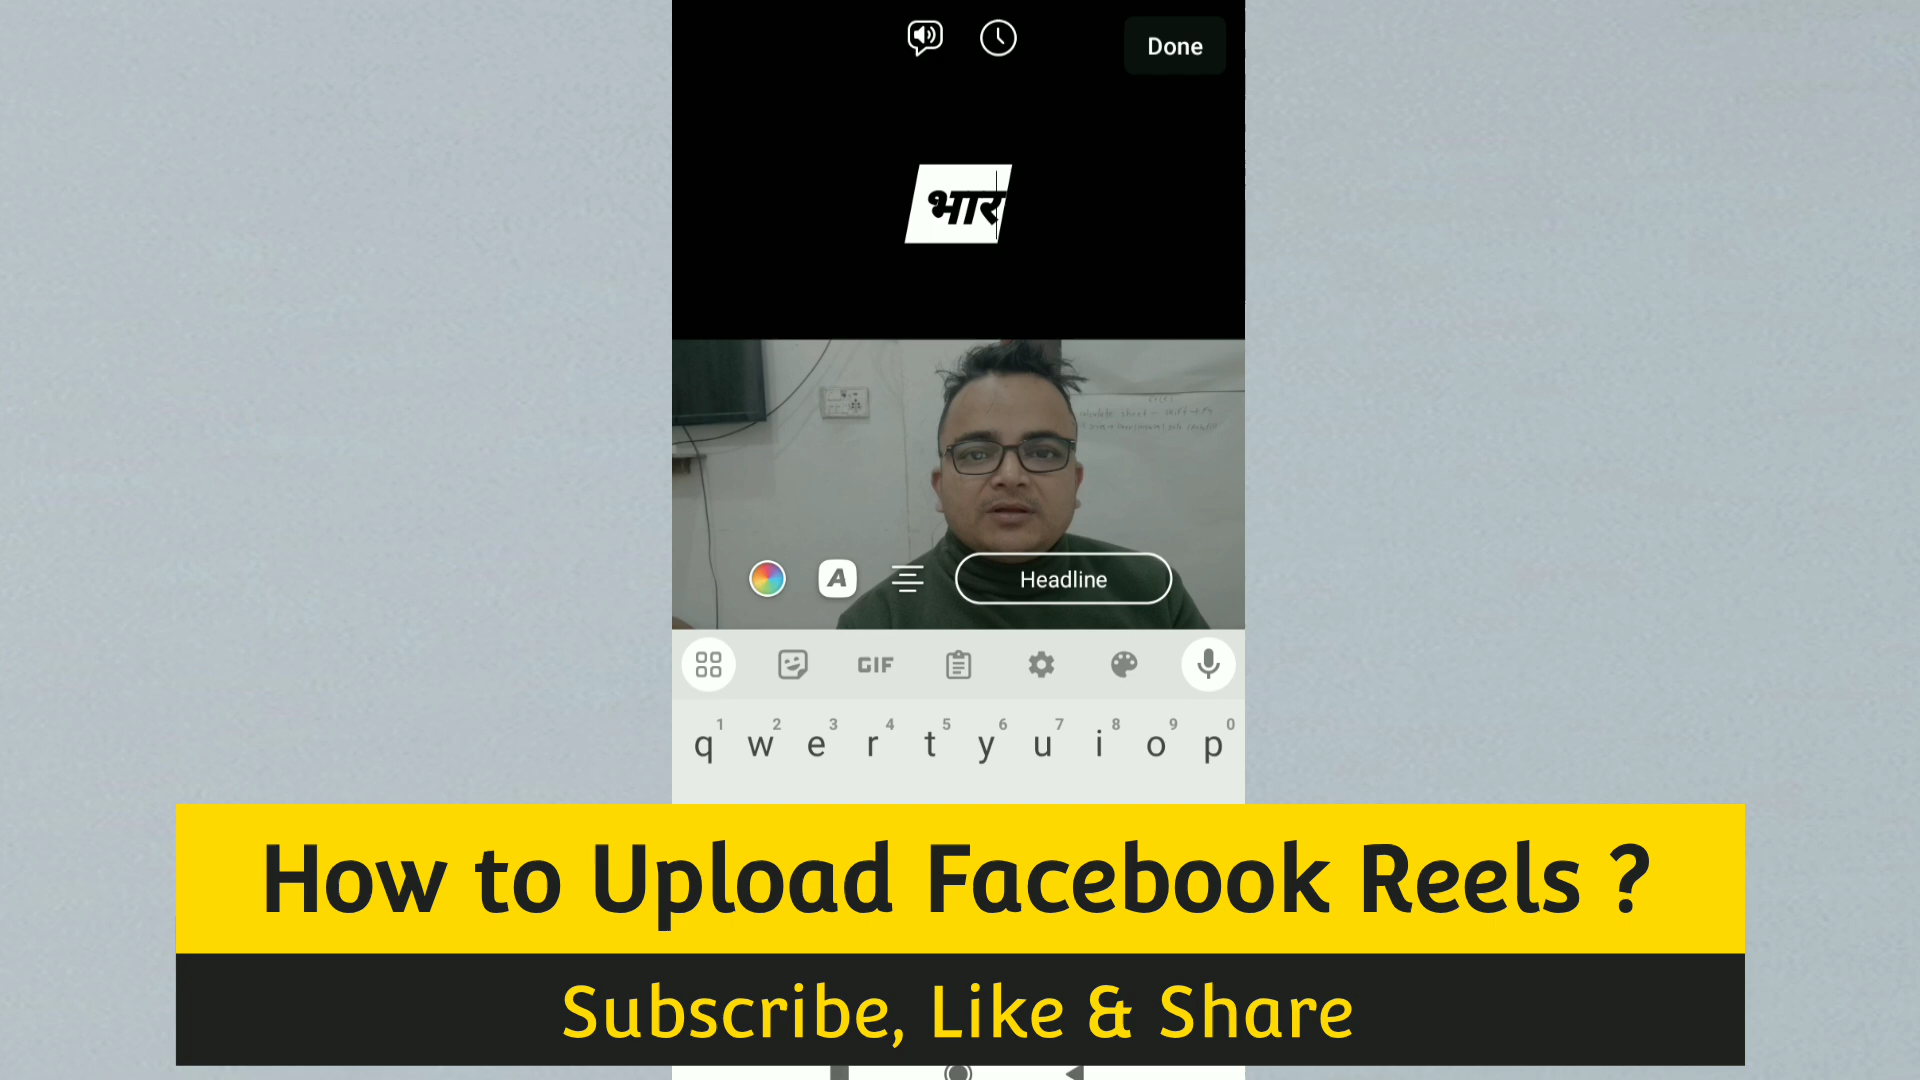 Done
भार
Headline
GIF
1 2 3 4 5 6 7 8 9 0
q w e r t y u i o p
How to Upload Facebook Reels ?
Subscribe, Like & Share